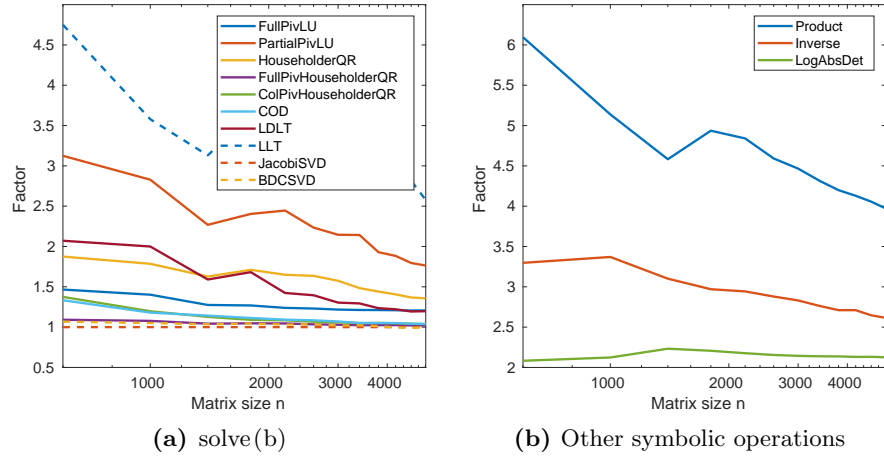 4.5
4
3.5
3
2.5
2
1.5
1
0.5
Factor
FullPivLU
PartialPivLU
HouseholderQR
FullPivHouseholderQR
ColPivHouseholderQR
COD
LDLT
LLT
JacobiSVD
BDCSVD
1000 2000 3000 4000
Matrix size n
(a) solve(b)
6
5.5
5
4.5
4
3.5
3
2.5
2
Factor
Product
Inverse
LogAbsDet
1000 2000 3000 4000
Matrix size n
(b) Other symbolic operations